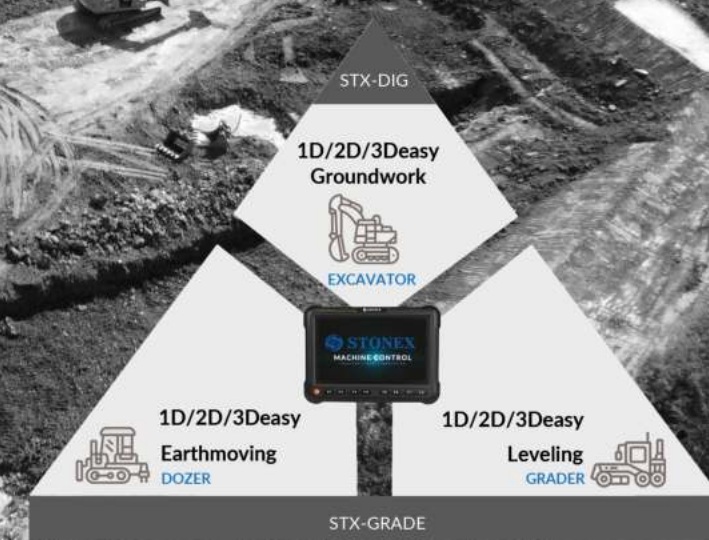 STX-DIG
1D/2D/3Deasy
Groundwork
EXCAVATOR
STONEX
MACHINE CONTROL
1D/2D/3Deasy
Earthmoving
DOZER
1D/2D/3Deasy
Leveling
GRADER
STX-GRADE